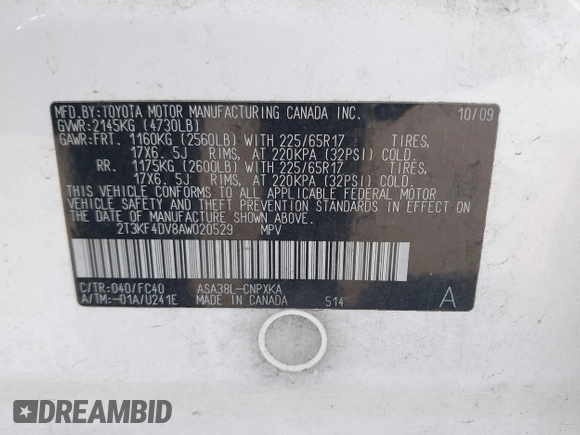 MFD.BY:TOYOTA MOTOR MANUFACTURING CANADA INC. 10/09
GVWR:2145KG (4730LB)
GAWR:FRT. 1160KG (2560LB) WITH 225/65R17 TIRES,
17X6. 5J RIMS, AT 220KPA (32PSI) COLD.
RR. 1175KG (2600LB) WITH 225/65R17 TIRES,
17X6. 5J RIMS, AT 220KPA (32PSI) COLD.
THIS VEHICLE CONFORMS TO ALL APPLICABLE FEDERAL MOTOR
VEHICLE SAFETY STANDARDS IN EFFECT ON
THE DATE OF MANUFACTURE SHOWN ABOVE.
2T3KF4DV8AW020529 MPV
C/TR:040/FC40 ASA38L-CNPXKA
A/TM:-01A/U241E MADE IN CANADA 514 A
DREAMBID